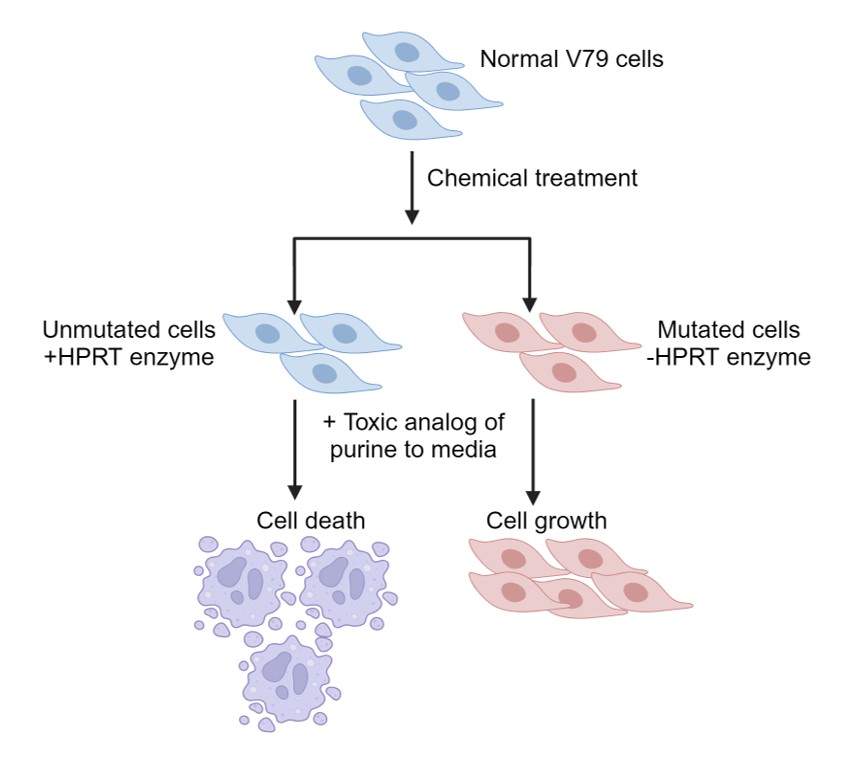 Normal V79 cells
Chemical treatment
Unmutated cells
+HPRT enzyme
Mutated cells
-HPRT enzyme
+ Toxic analog of
purine to media
Cell death
Cell growth